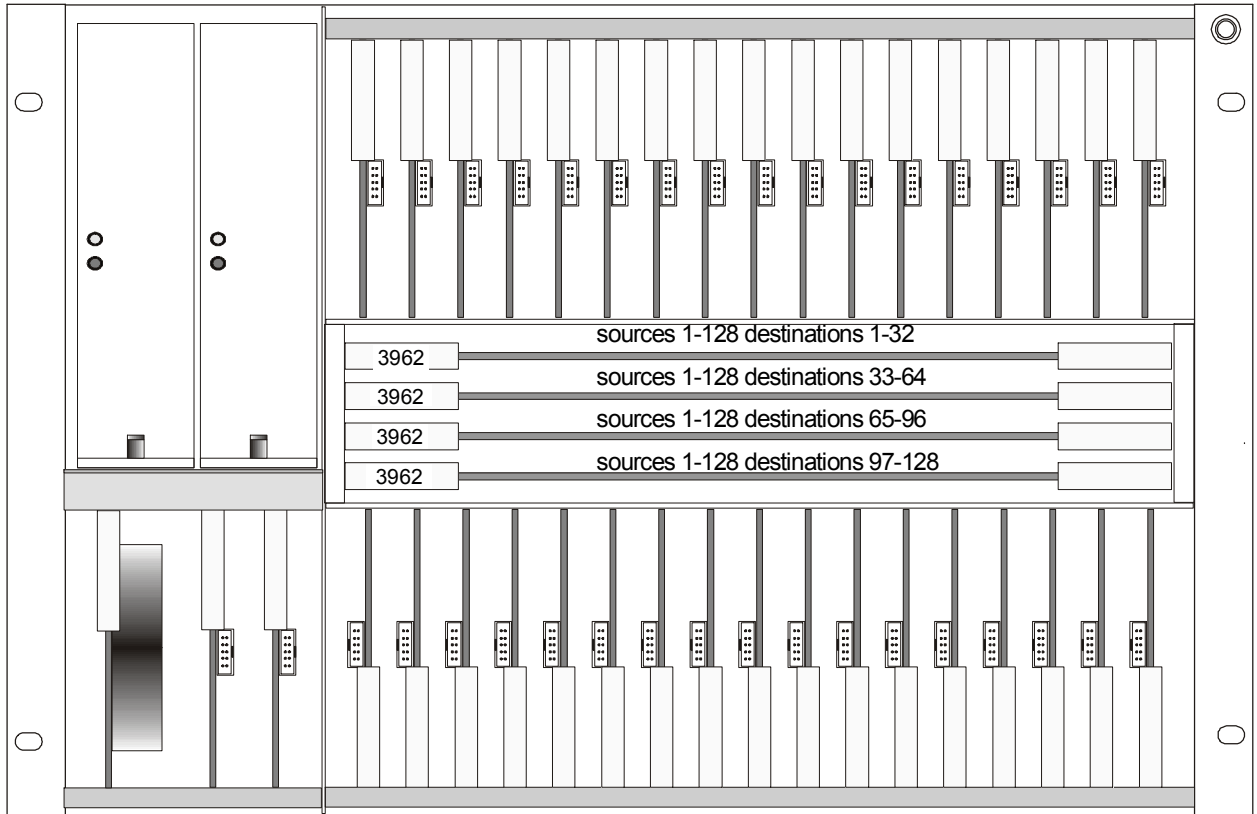 sources 1-128 destinations 1-32
3962
sources 1-128 destinations 33-64
3962
sources 1-128 destinations 65-96
3962
sources 1-128 destinations 97-128
3962